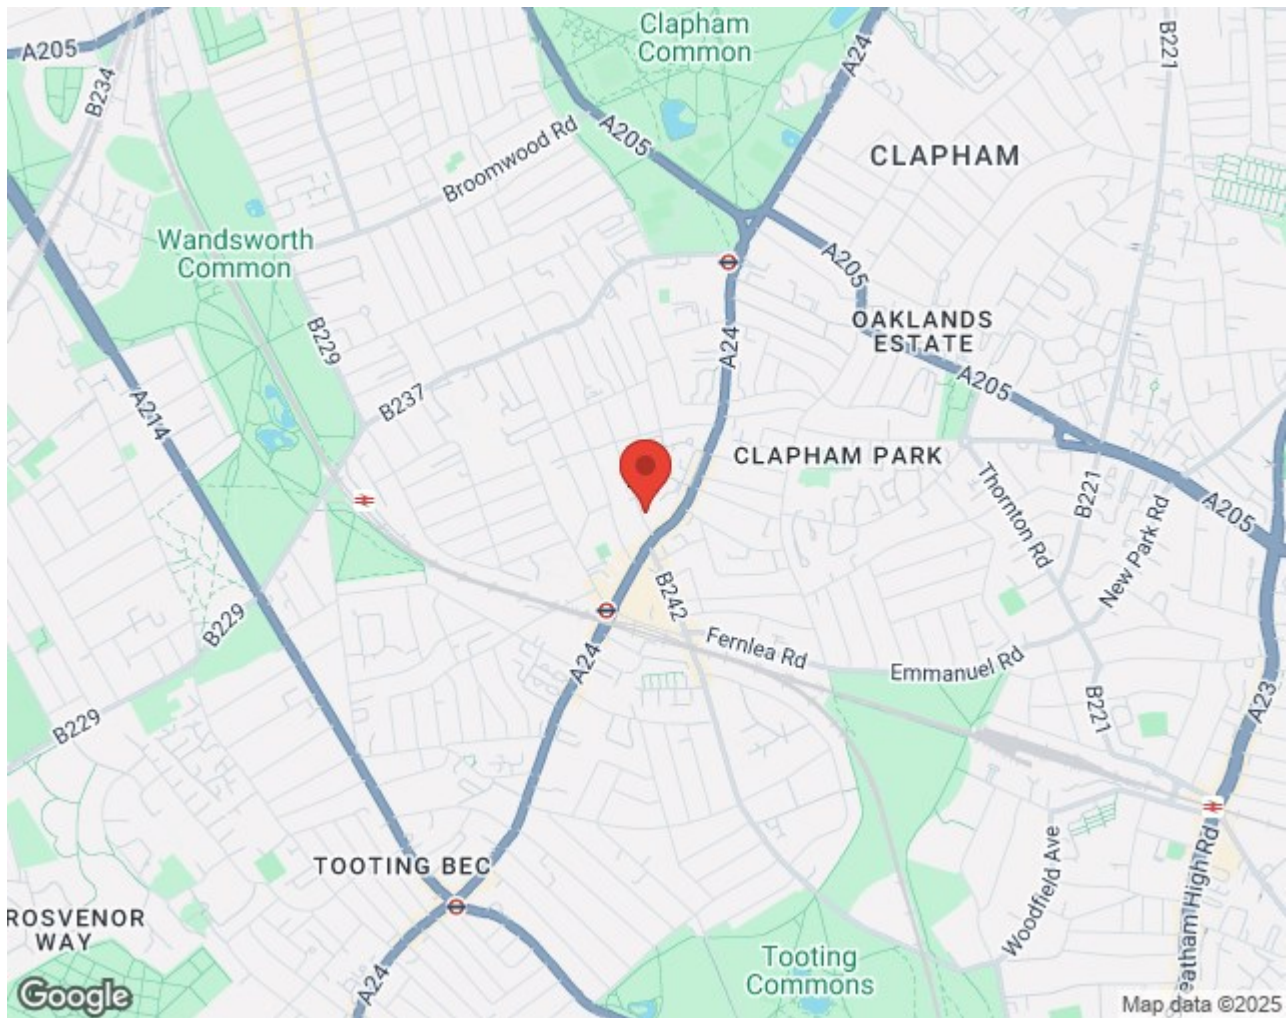 Clapham
Common
A205
B234
A24
B221
A205
Broomwood Rd
CLAPHAM
Wandsworth
Common
A205
B229
OAKLANDS
ESTATE
A24
A205
B237
A214
CLAPHAM PARK
Thornton Rd
B221
New Park Rd
A205
B242
B229
Fernlea Rd
Emmanuel Rd
A24
B221
A23
B229
TOOTING BEC
Woodfield Ave
eatham High Rd
ROSVENOR
WAY
A24
Tooting
Commons
Google
Map data ©2025